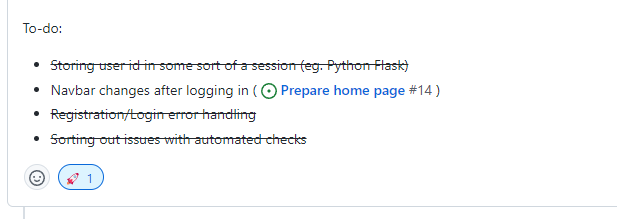 To-do:
Storing user id in some sort of a session (eg. Python Flask)
Navbar changes after logging in ( Prepare home page #14 )
Registration/Login error handling
Sorting out issues with automated checks
1